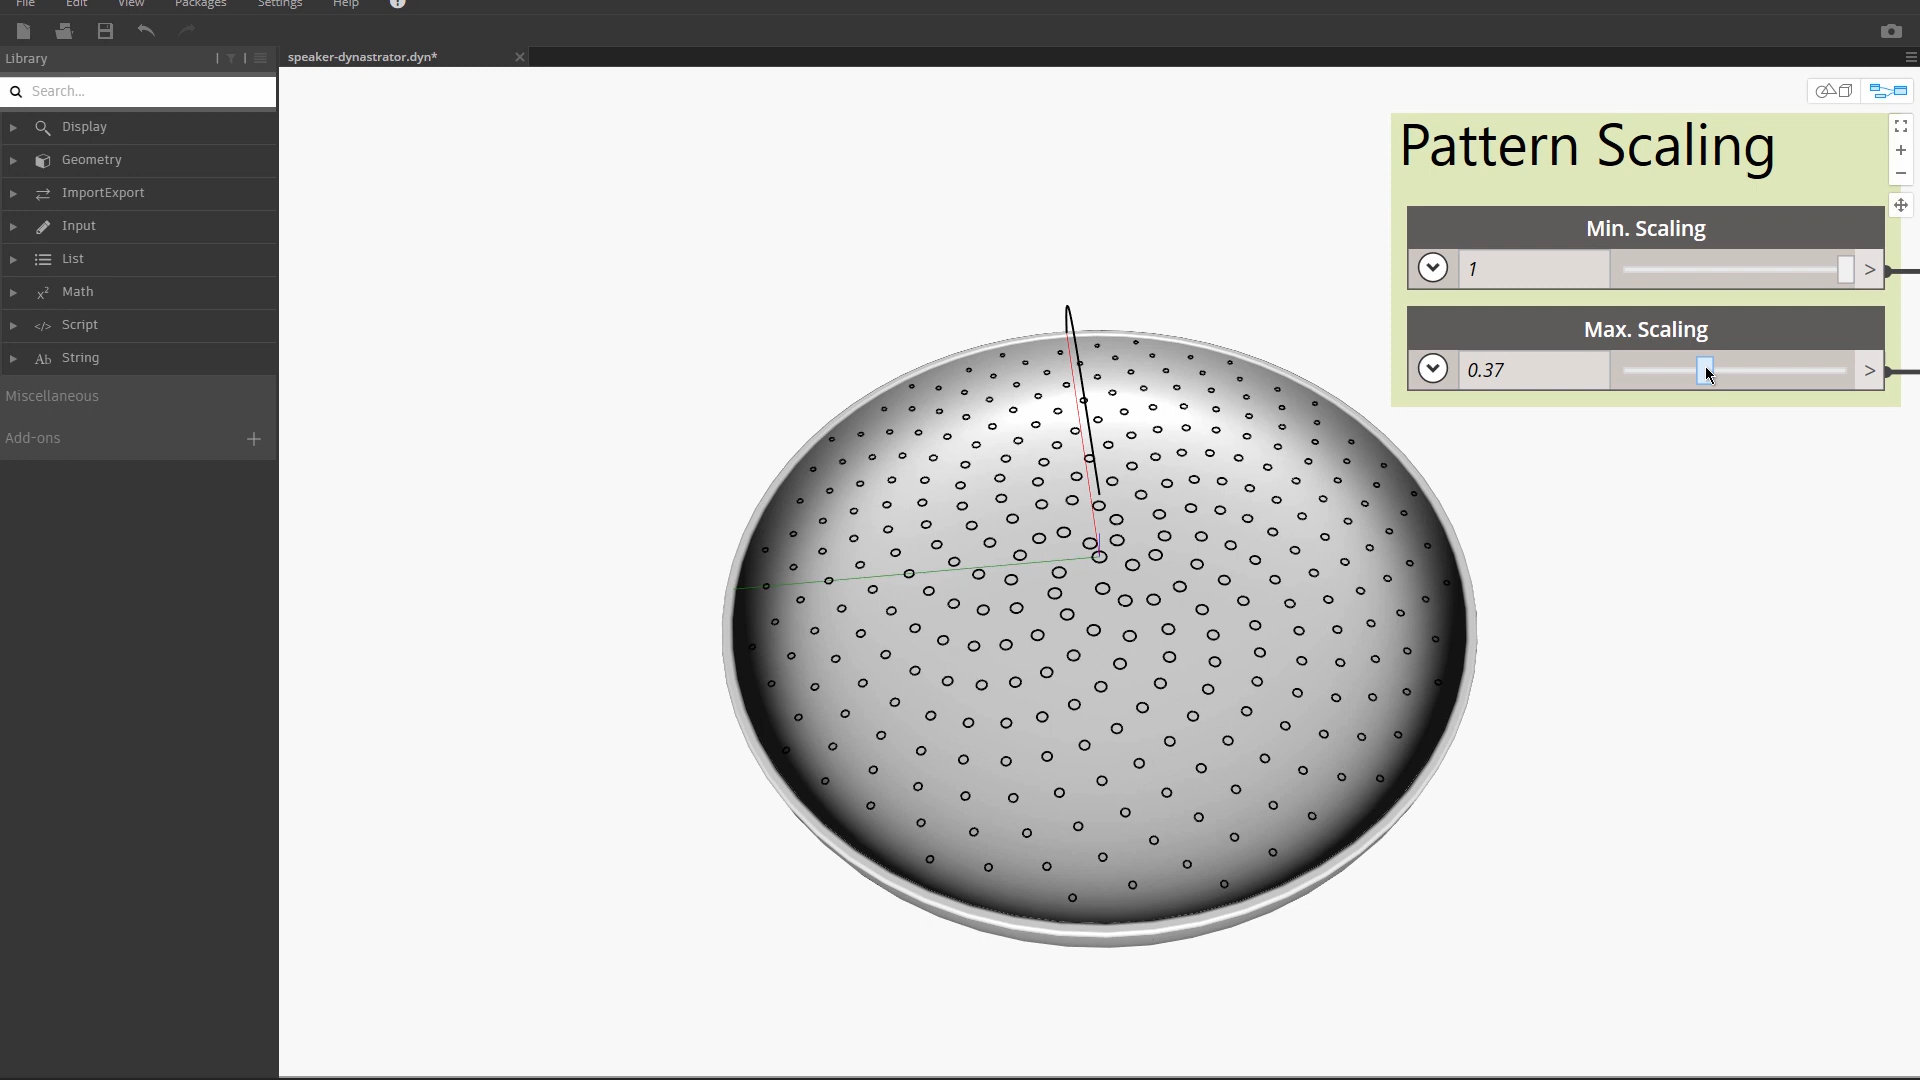 File Edit View Packages Settings Help
Library
speaker-dynastrator.dyn*
Search...
Display
Geometry
ImportExport
Input
List
Math
Script
String
Miscellaneous
Add-ons
Pattern Scaling
Min. Scaling
1
>
Max. Scaling
0.37
>